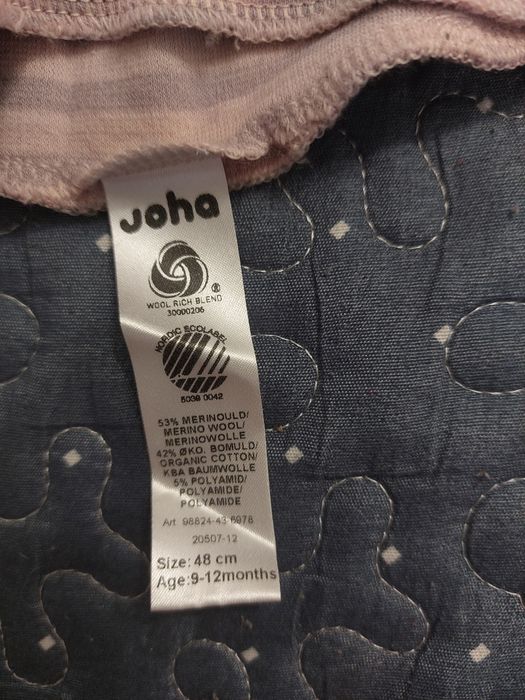 Joha
WOOL RICH BLEND ®
30000206
NORDIC ECOLABEL
5039 0042
53% MERINOULD/
MERINO WOOL/
MERINOWOLLE
42% ØKO. BOMULD/
ORGANIC COTTON/
KBA BAUMWOLLE
5% POLYAMID/
POLYAMIDE/
POLYAMIDE
Art 98824-43 6978
20507-12
Size: 48 cm
Age:9-12months